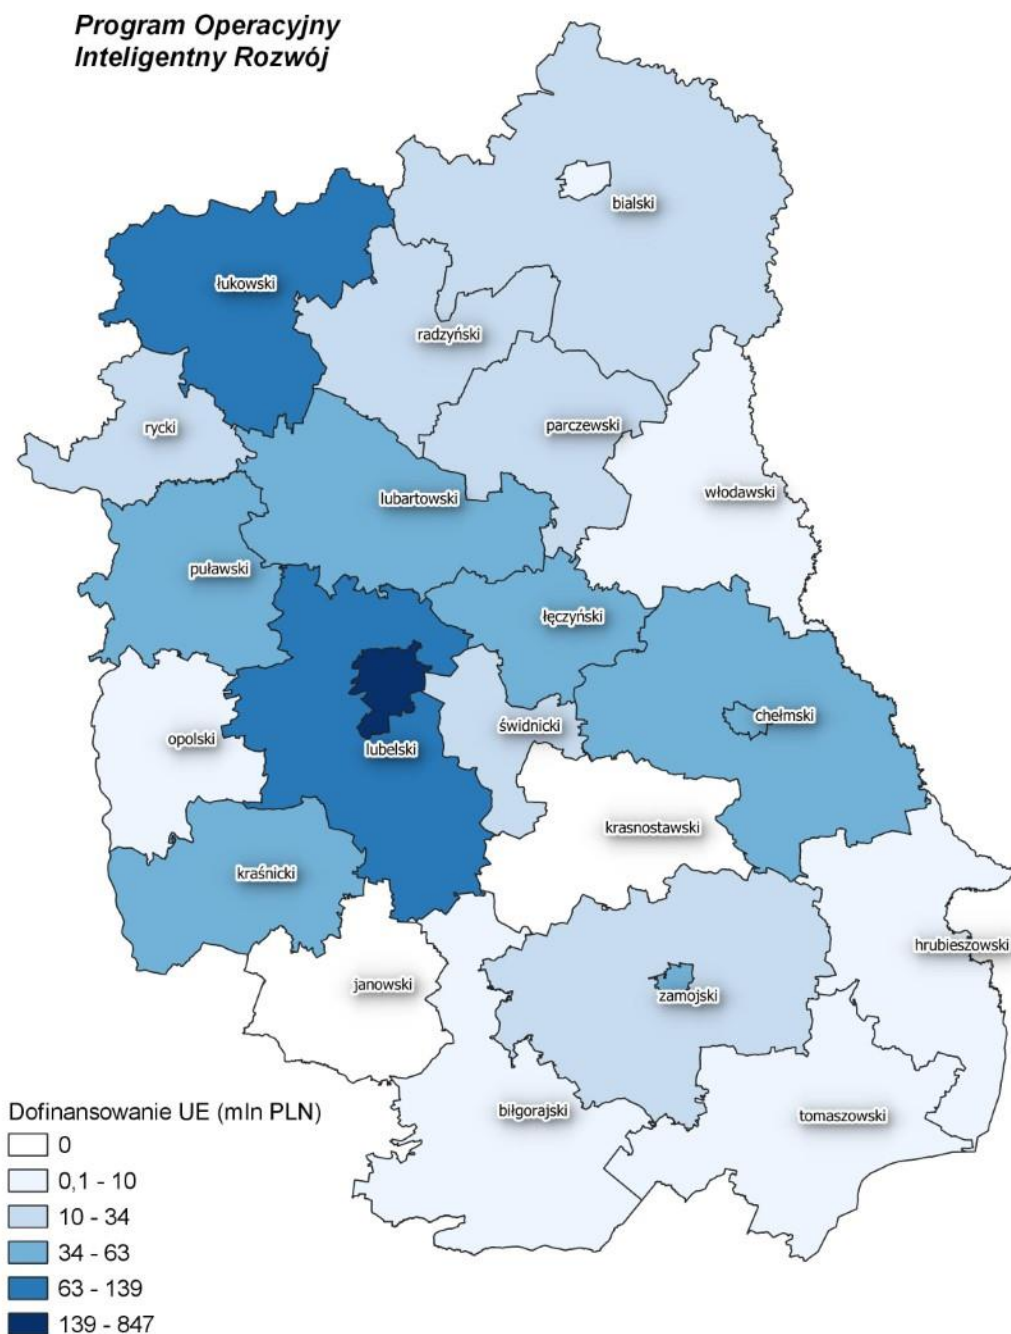 Program Operacyjny
Inteligentny Rozwój
bialski
łukowski
radzyński
rycki
parczewski
lubartowski
włodawski
puławski
łęczyński
opolski
lubelski
świdnicki
chełmski
krasnostawski
kraśnicki
hrubieszowski
janowski
zamojski
biłgorajski
tomaszowski
Dofinansowanie UE (mln PLN)
0
0,1 - 10
10 - 34
34 - 63
63 - 139
139 - 847